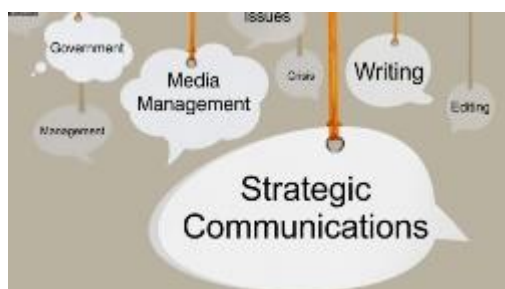 Issues
Government
Media
Management
Crisis
Writing
Editing
Management
Strategic
Communications